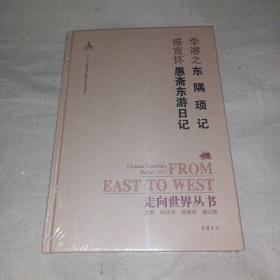 李濬之 东隅琐记
盛宣怀 愚斋东游日记
Chinese Travellers
Before 1911
FROM
EAST TO WEST
走向世界丛书
岳麓书社